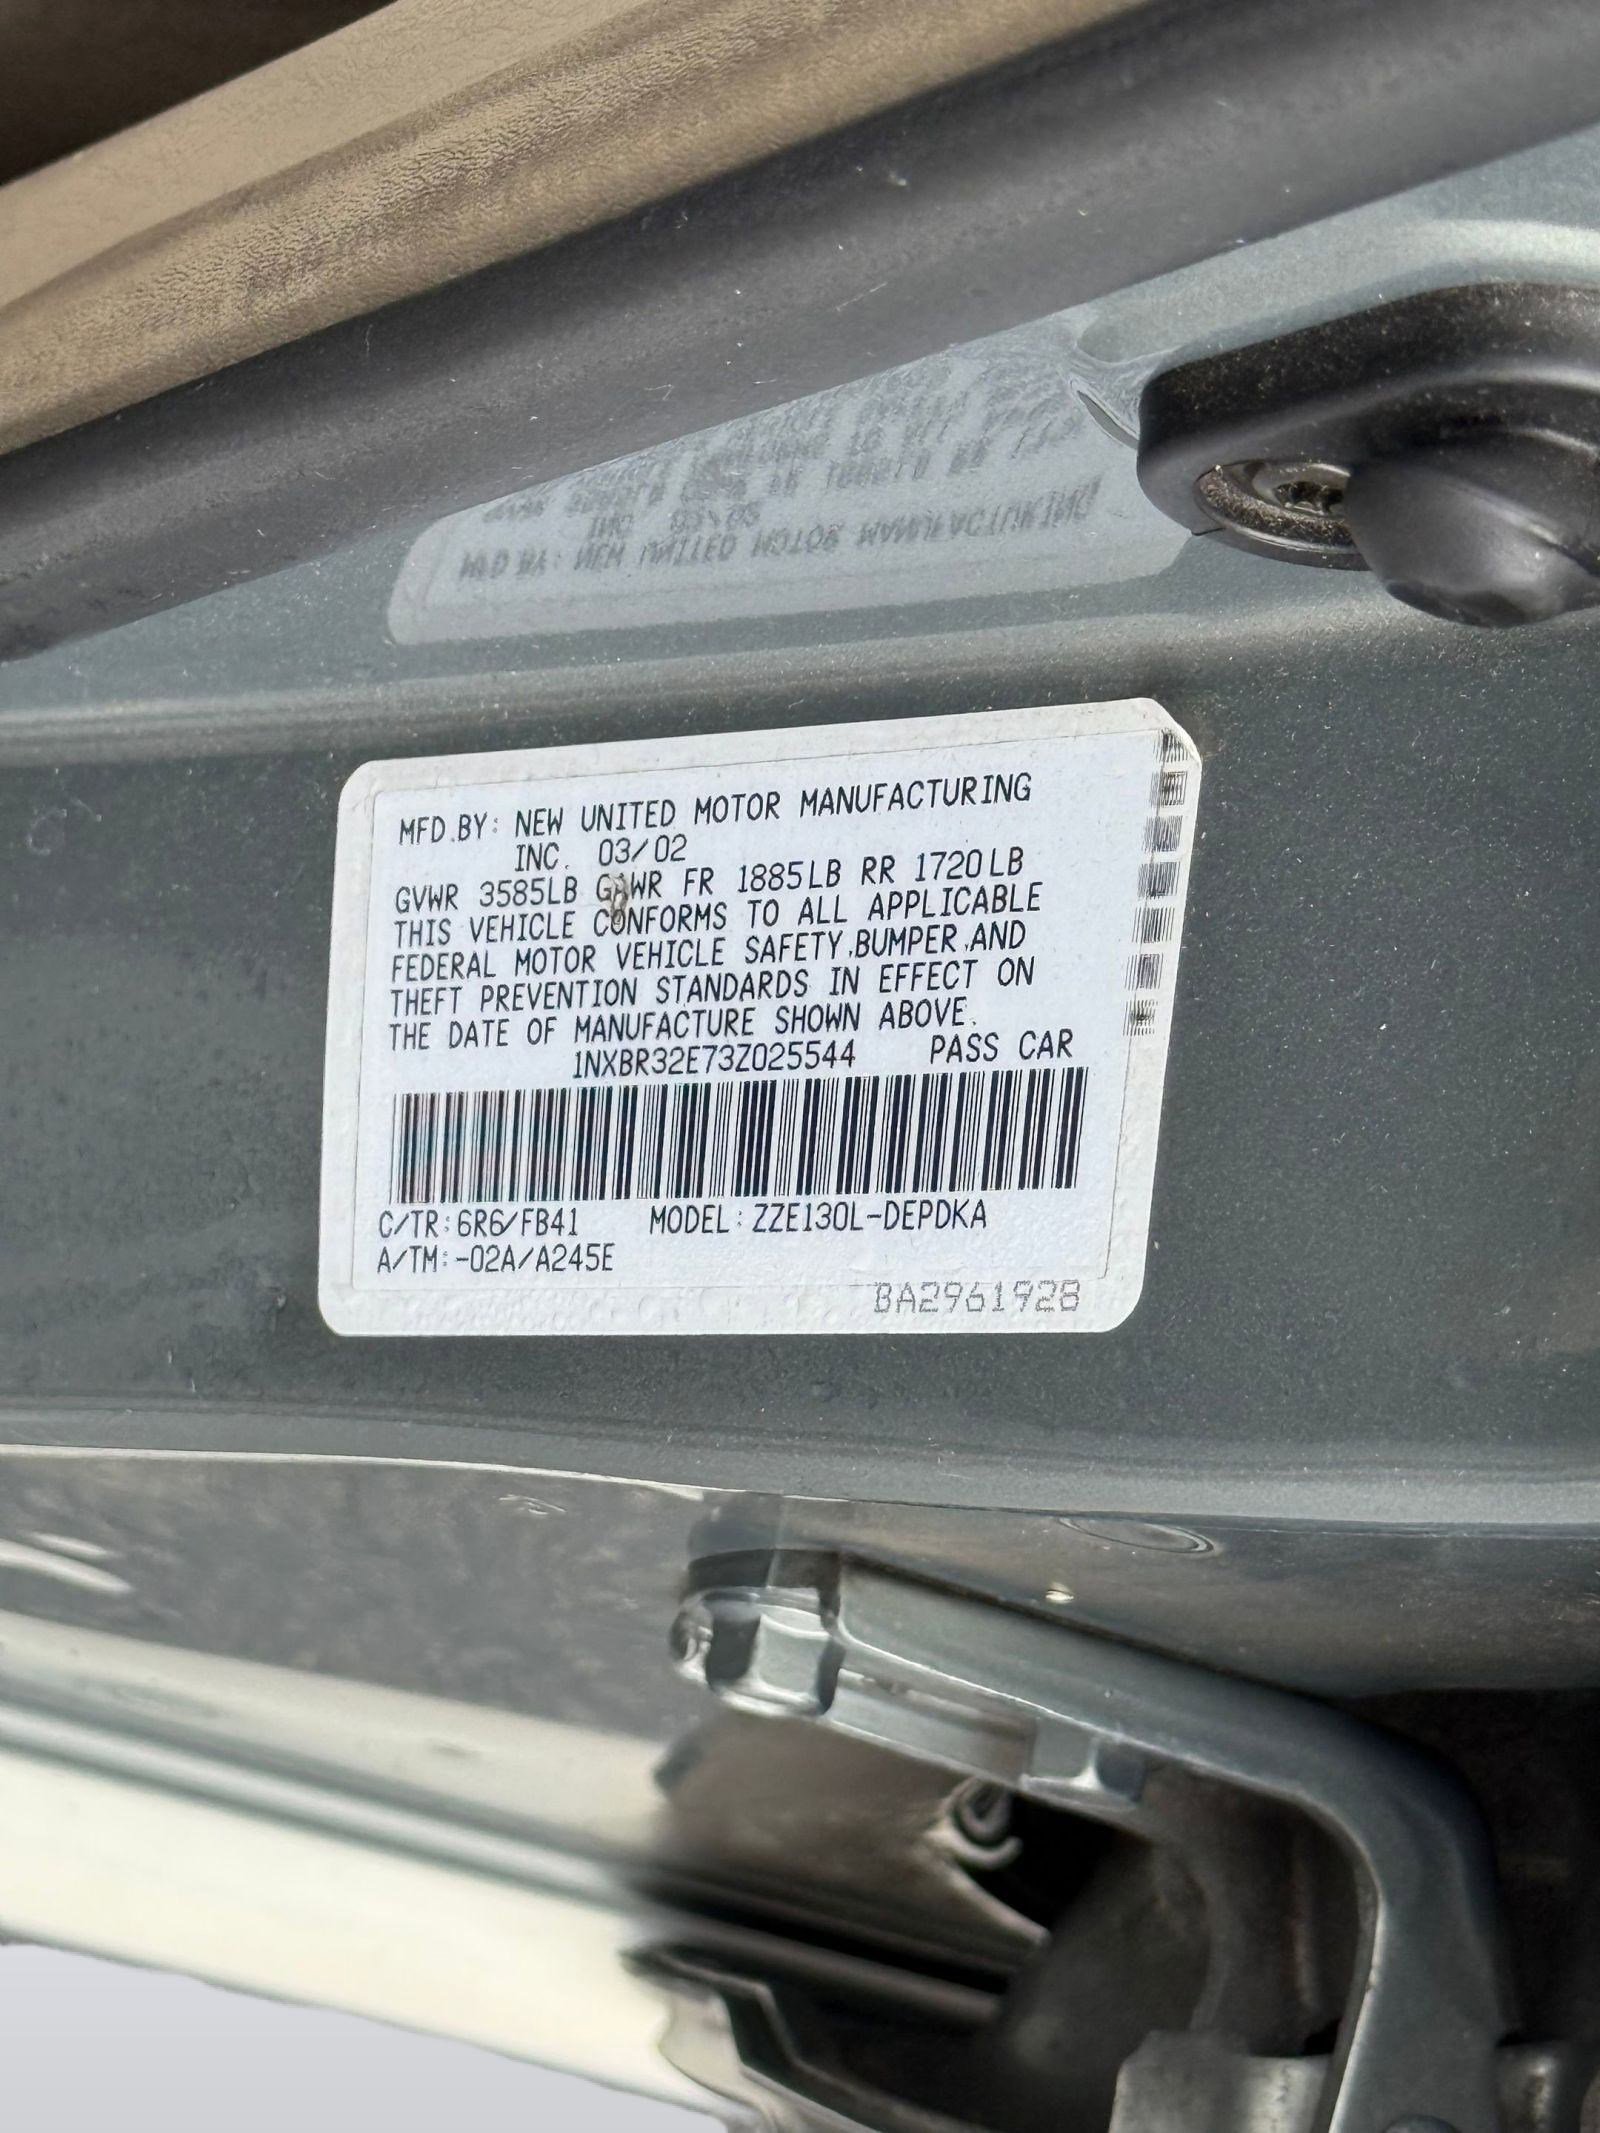 MFD.BY: NEW UNITED MOTOR MANUFACTURING
INC. 03/02
GVWR 3585LB GAWR FR 1885LB RR 1720LB
THIS VEHICLE CONFORMS TO ALL APPLICABLE
FEDERAL MOTOR VEHICLE SAFETY,BUMPER,AND
THEFT PREVENTION STANDARDS IN EFFECT ON
THE DATE OF MANUFACTURE SHOWN ABOVE.
1NXBR32E73Z025544 PASS CAR
C/TR:6R6/FB41 MODEL:ZZE130L-DEPDKA
A/TM:-02A/A245E
BA2961928